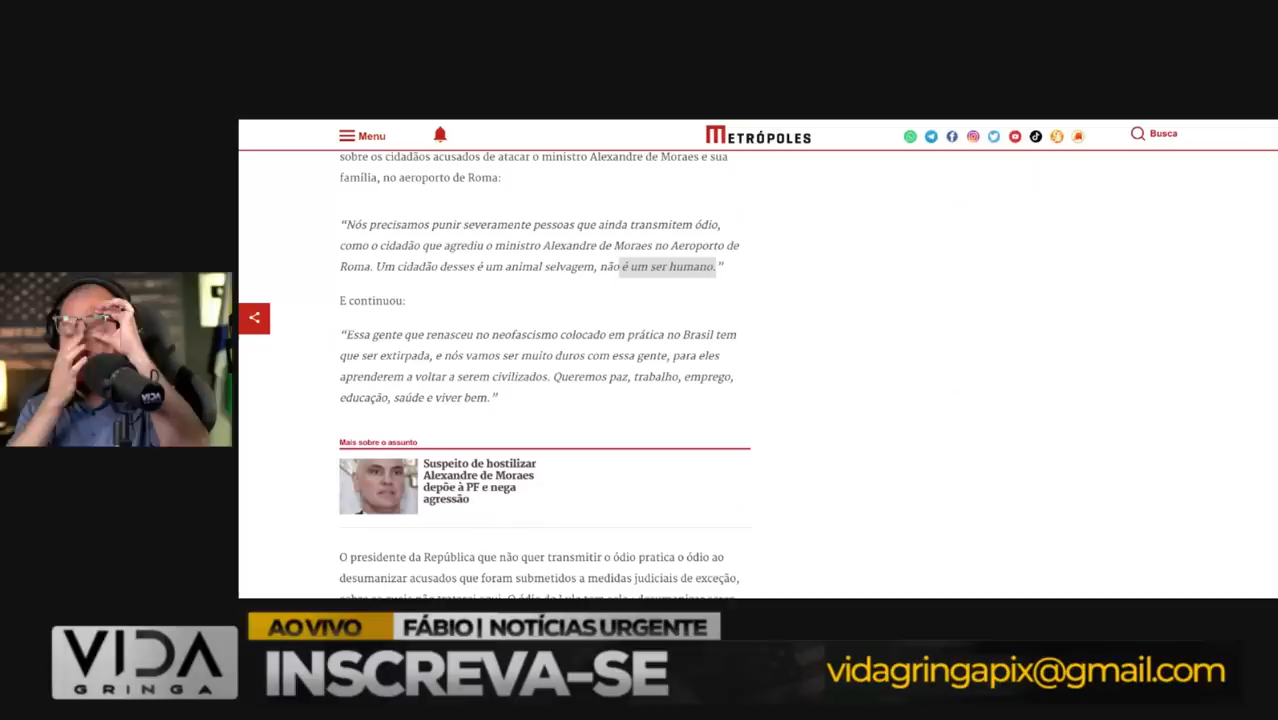 Menu
METRÓPOLES
Busca
sobre os cidadãos acusados de atacar o ministro Alexandre de Moraes e sua
família, no aeroporto de Roma:
“Nós precisamos punir severamente pessoas que ainda transmitem ódio,
como o cidadão que agrediu o ministro Alexandre de Moraes no Aeroporto de
Roma. Um cidadão desses é um animal selvagem, não é um ser humano.”
E continuou:
“Essa gente que renasceu no neofascismo colocado em prática no Brasil tem
que ser extirpada, e nós vamos ser muito duros com essa gente, para eles
aprenderem a voltar a serem civilizados. Queremos paz, trabalho, emprego,
educação, saúde e viver bem.”
Mais sobre o assunto
Suspeito de hostilizar
Alexandre de Moraes
depõe à PF e nega
agressão
O presidente da República que não quer transmitir o ódio pratica o ódio ao
desumanizar acusados que foram submetidos a medidas judiciais de exceção,
VIDA
AO VIVO
FÁBIO | NOTÍCIAS URGENTE
VIDA
GRINGA
INSCREVA-SE
vidagringapix@gmail.com